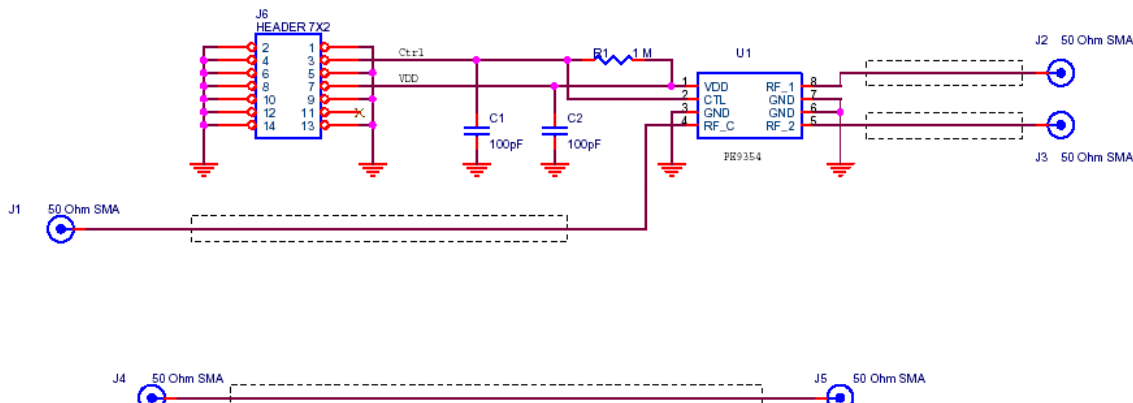 J6
HEADER 7X2
2 1
4 3
6 5
8 7
10 9
12 11
14 13
Ctrl
VDD
R1 1 M
C1
100pF
C2
100pF
U1
1 VDD RF_1 8
2 CTL GND 7
3 GND GND 6
4 RF_C RF_2 5
PE9354
J2 50 Ohm SMA
J3 50 Ohm SMA
J1 50 Ohm SMA
J4 50 Ohm SMA
J5 50 Ohm SMA